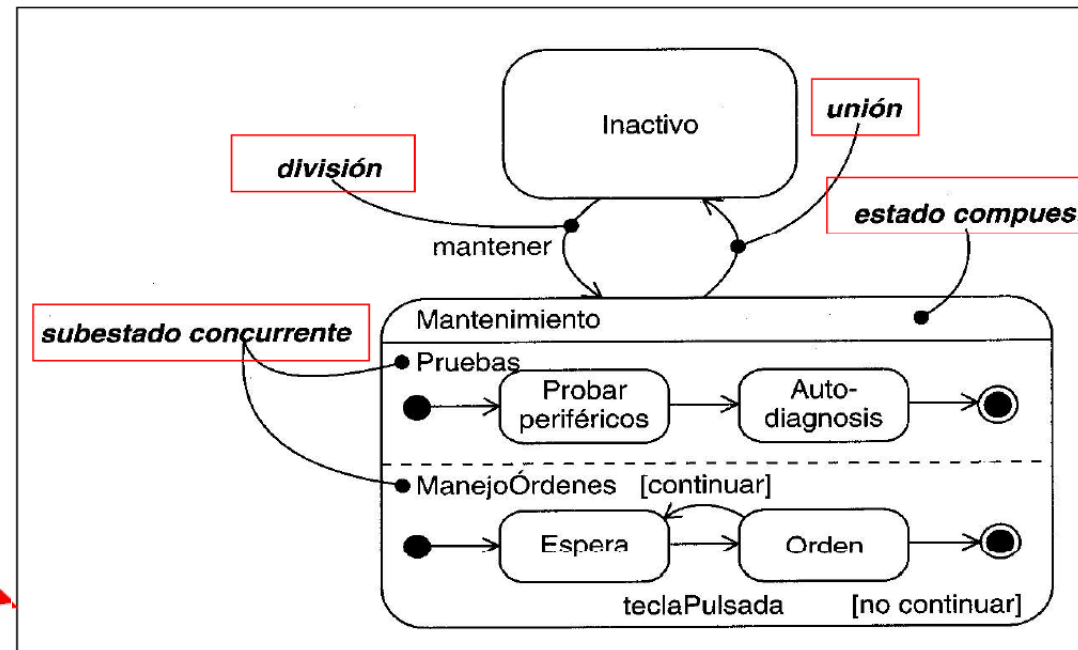 Inactivo
unión
división
estado compues
mantener
Mantenimiento
subestado concurrente
Pruebas
Probar
periféricos
Auto-
diagnosis
ManejoÓrdenes [continuar]
Espera
Orden
teclaPulsada [no continuar]